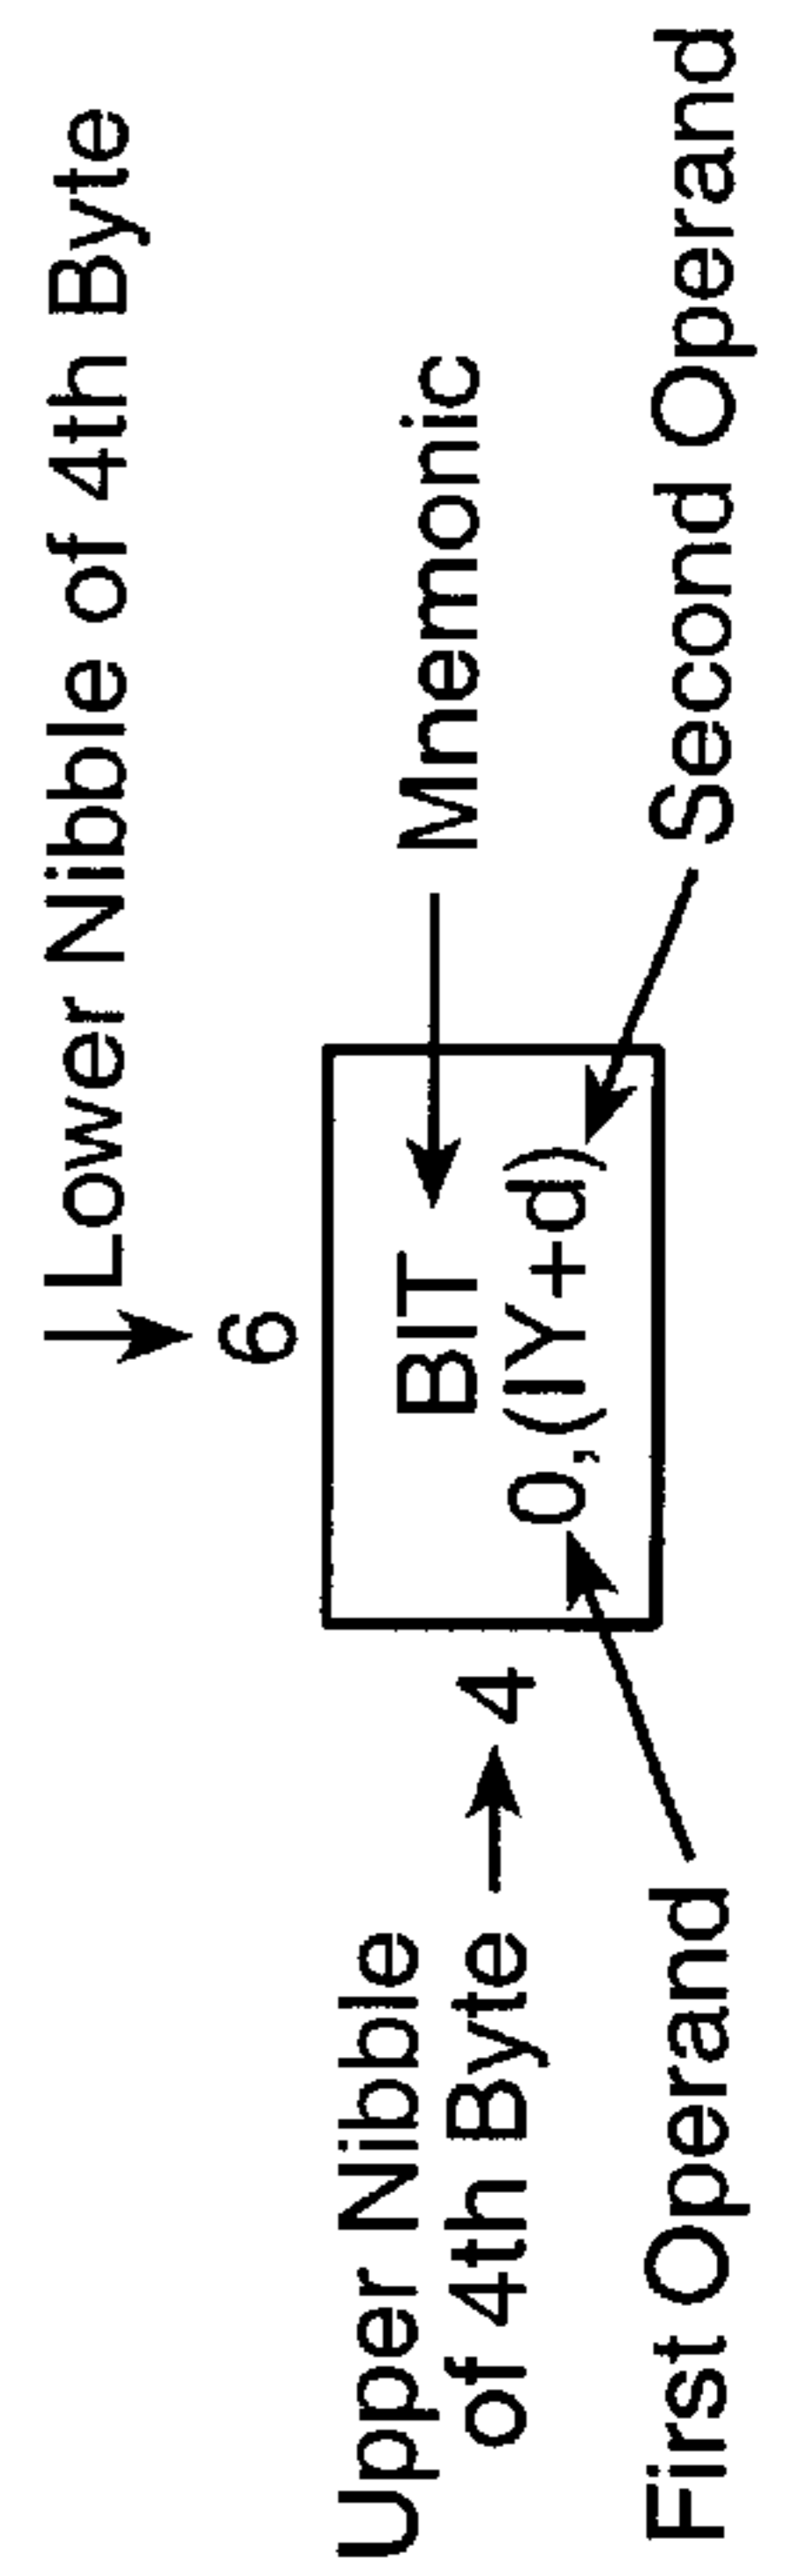 Lower Nibble of 4th Byte
6
Upper Nibble
of 4th Byte
4
BIT
0,(IY+d)
Mnemonic
First Operand
Second Operand